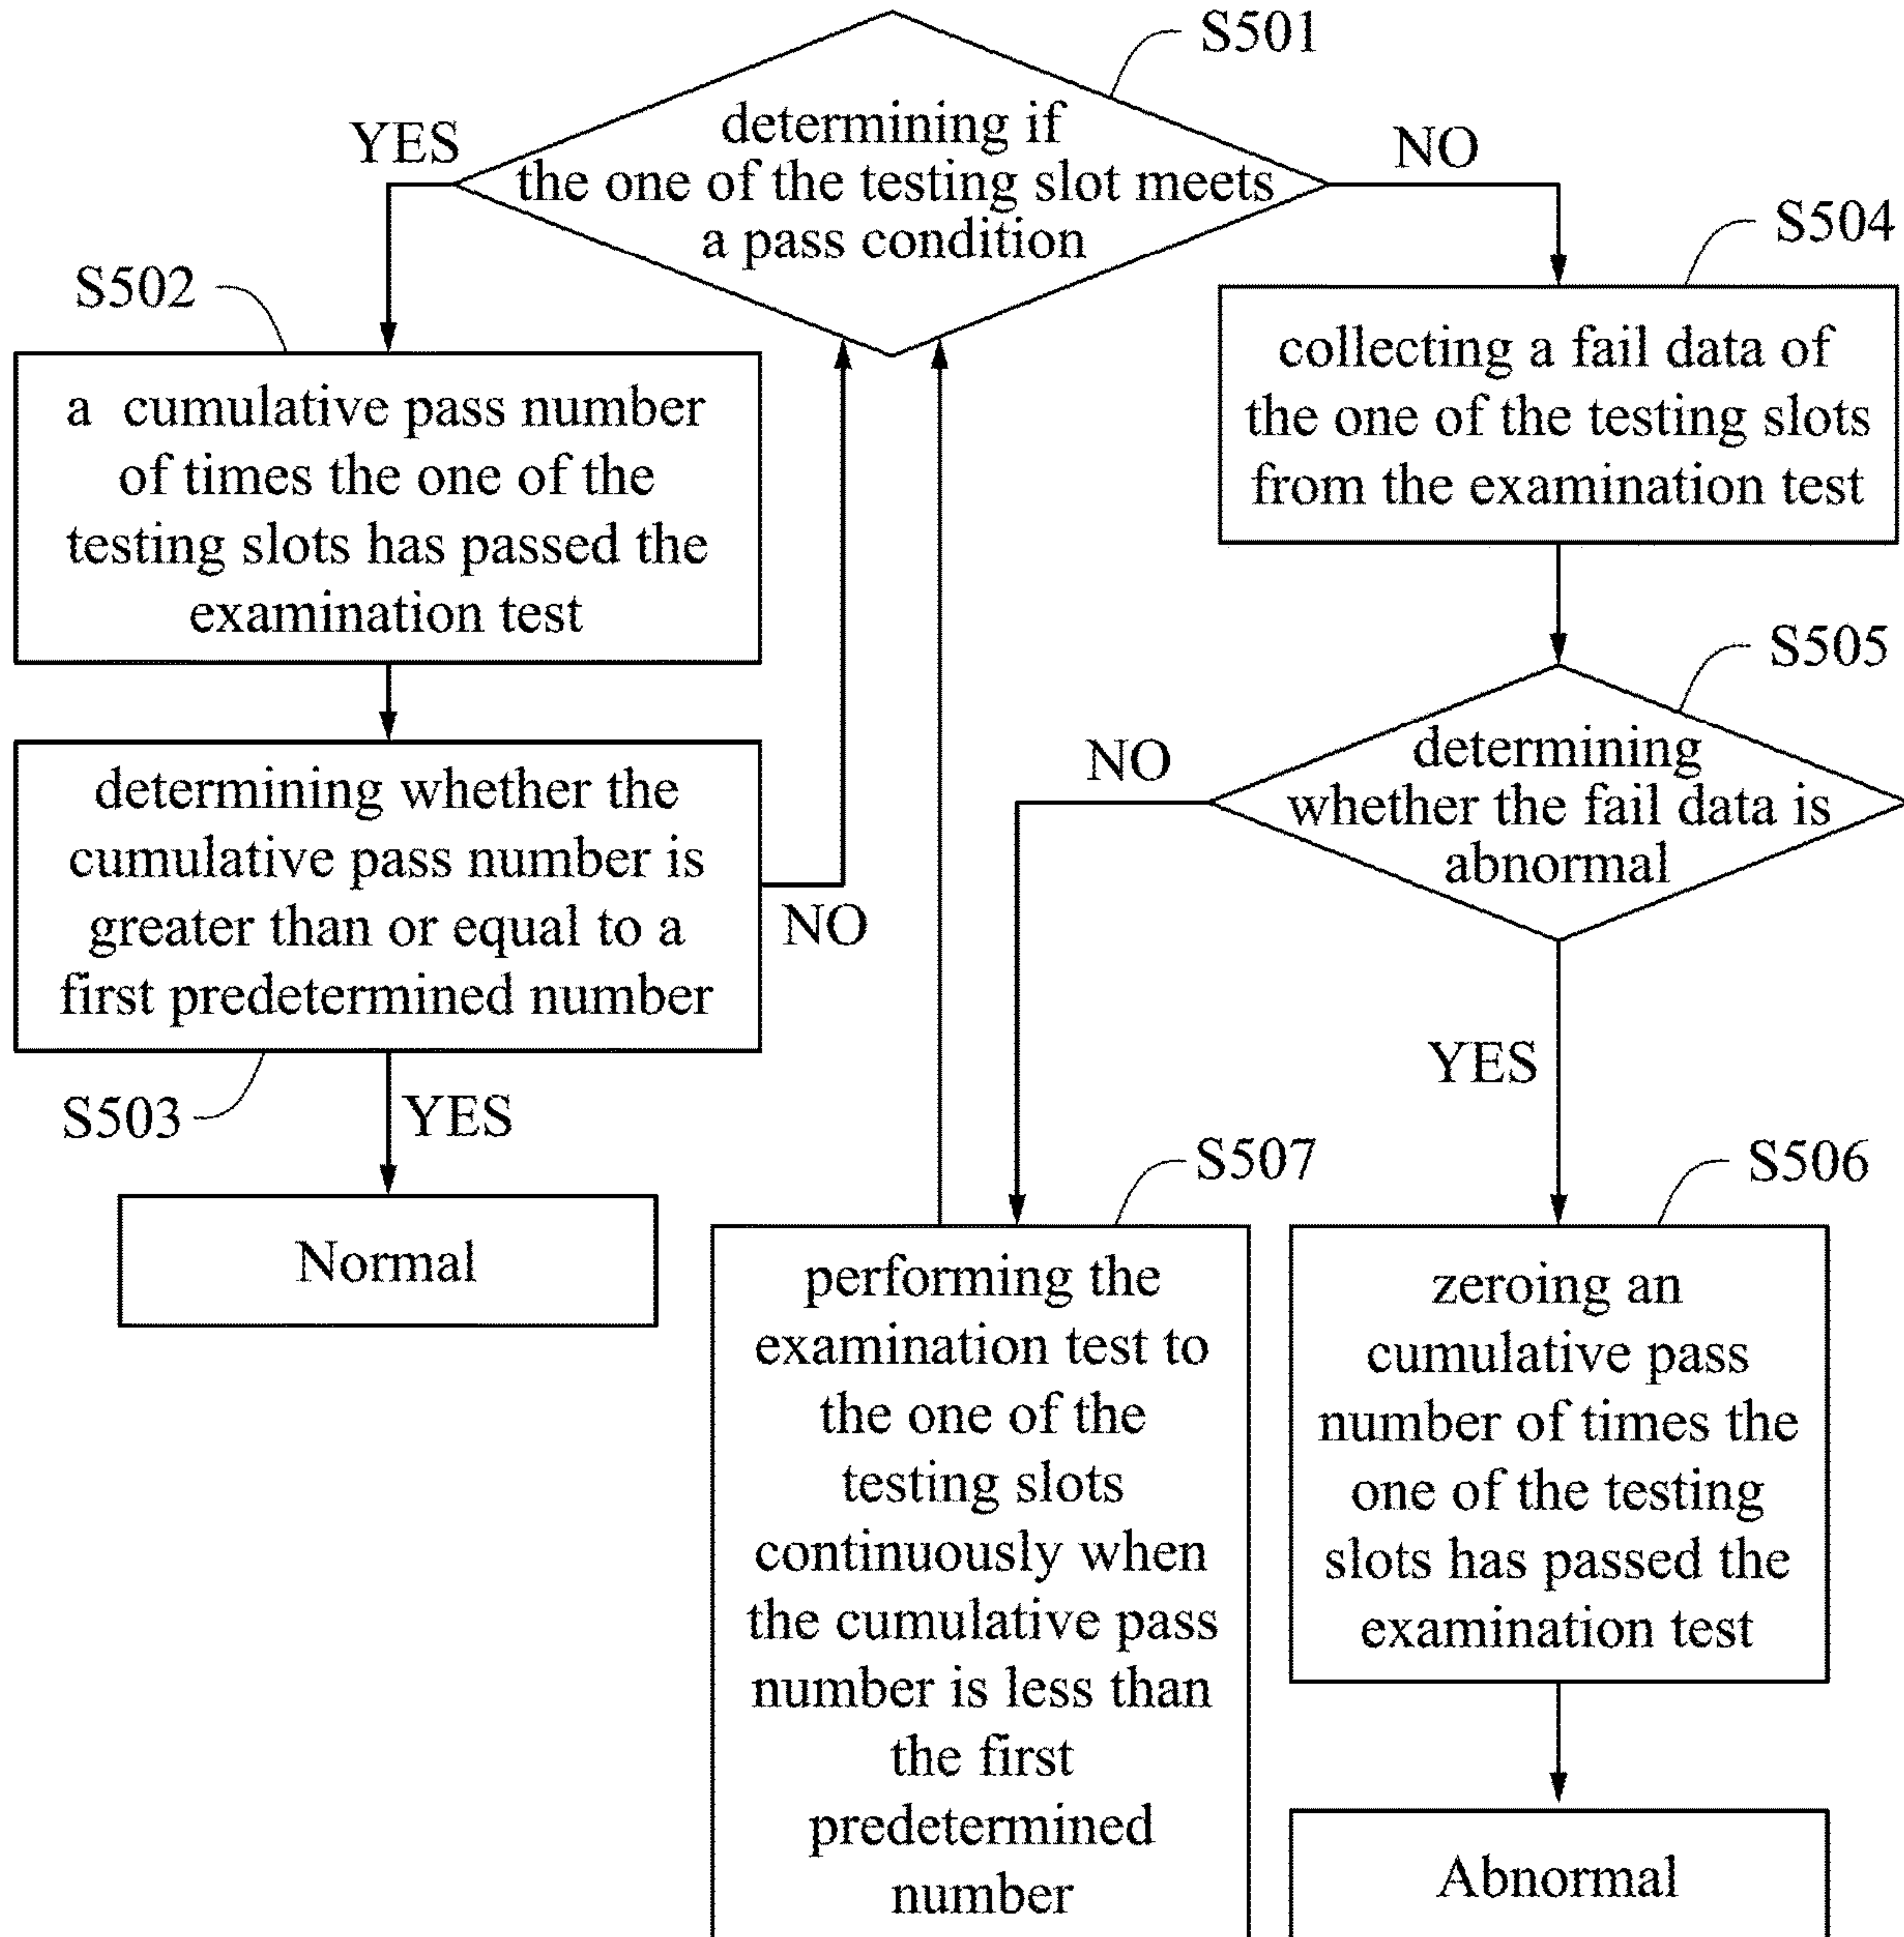 S501
determining if
the one of the testing slot meets
a pass condition
YES
NO
S502
a cumulative pass number
of times the one of the
testing slots has passed the
examination test
determining whether the
cumulative pass number is
greater than or equal to a
first predetermined number
NO
S503
YES
Normal
S504
collecting a fail data of
the one of the testing slots
from the examination test
S505
determining
whether the fail data is
abnormal
NO
YES
S507
performing the
examination test to
the one of the
testing slots
continuously when
the cumulative pass
number is less than
the first
predetermined
number
S506
zeroing an
cumulative pass
number of times the
one of the testing
slots has passed the
examination test
Abnormal